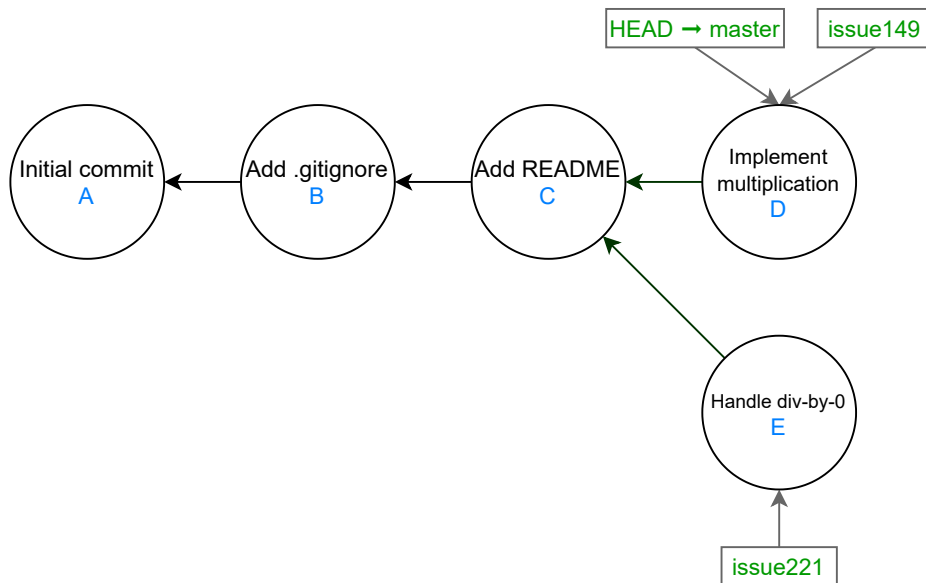 HEAD ➞ master
issue149
Initial commit
A
Add .gitignore
B
Add README
C
Implement
multiplication
D
Handle div-by-0
E
issue221